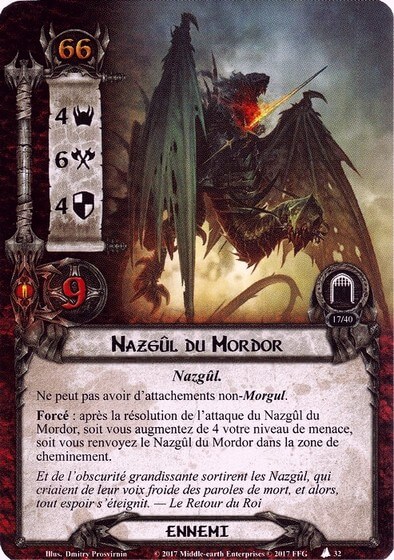 66
4
6
4
9
17/40
Nazgûl du Mordor
Nazgûl.
Ne peut pas avoir d'attachements non-Morgul.
Forcé : après la résolution de l'attaque du Nazgûl du
Mordor, soit vous augmentez de 4 votre niveau de menace,
soit vous renvoyez le Nazgûl du Mordor dans la zone de
cheminement.
Et de l'obscurité grandissante sortirent les Nazgûl, qui
criaient de leur voix froide des paroles de mort, et alors,
tout espoir s'éteignit. — Le Retour du Roi
ENNEMI
Illus. Dmitry Prosvirnin © 2017 Middle-earth Enterprises © 2017 FFG 32